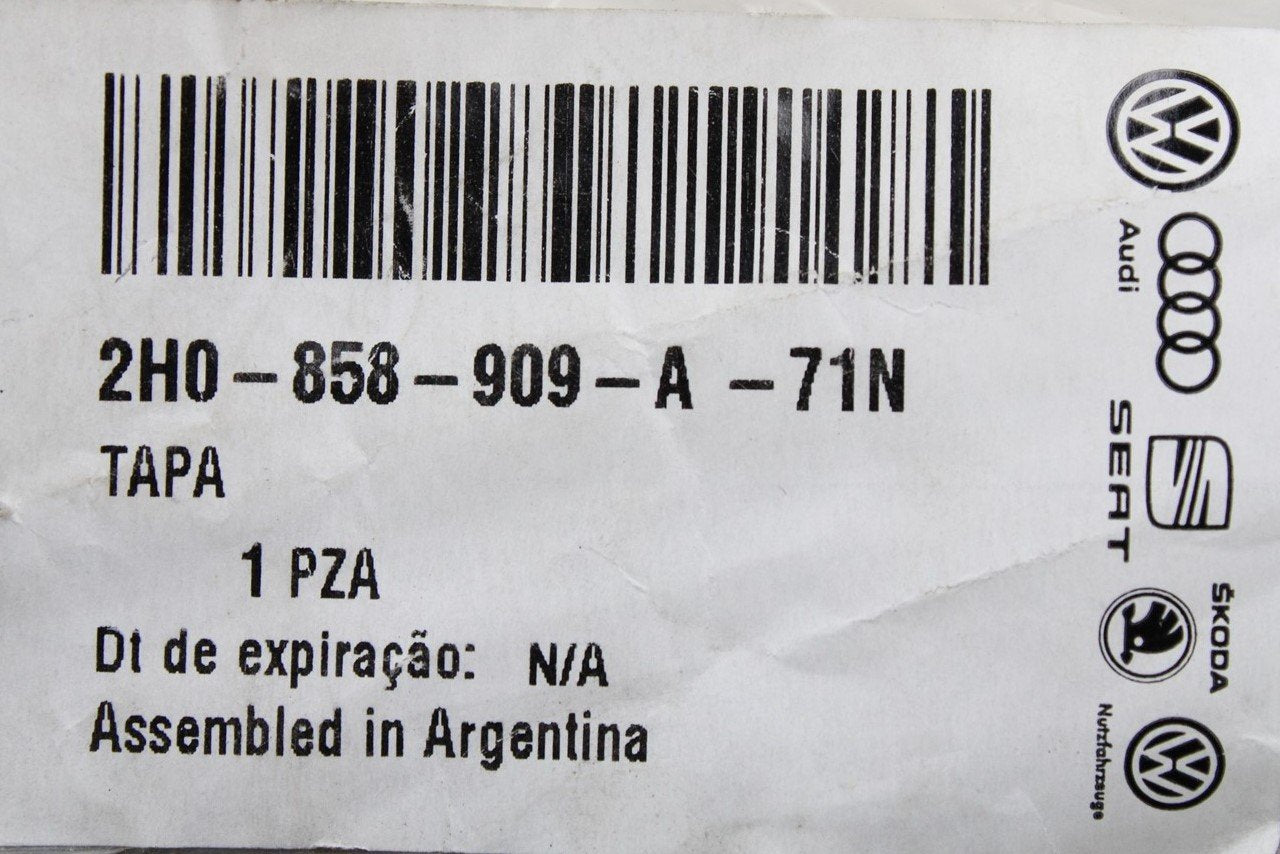 2H0-858-909-A -71N
TAPA
1 PZA
Dt de expiração: N/A
Assembled in Argentina
Audi
SEAT
ŠKODA
Nutzfahrzeuge